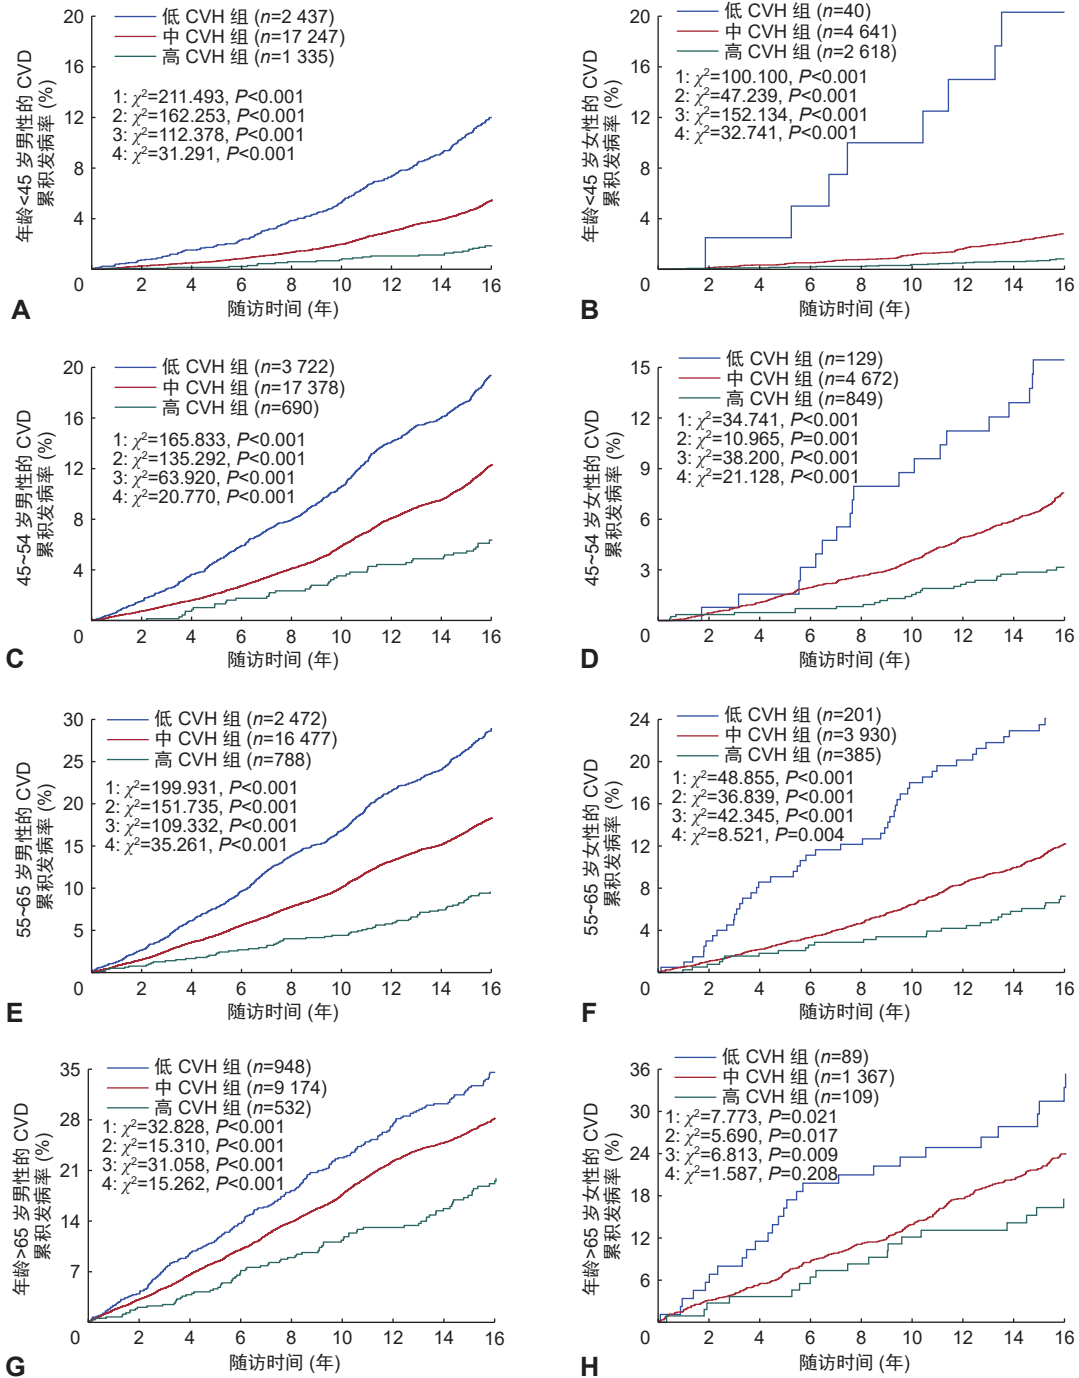 年龄<45 岁男性的 CVD
累积发病率 (%)
20
16
12
8
4
0
2
4
6
8
10
12
14
16
随访时间 (年)
低 CVH 组 (n=2 437)
中 CVH 组 (n=17 247)
高 CVH 组 (n=1 335)
1: χ²=211.493, P<0.001
2: χ²=162.253, P<0.001
3: χ²=112.378, P<0.001
4: χ²=31.291, P<0.001
A
年龄<45 岁女性的 CVD
累积发病率 (%)
20
16
12
8
4
0
2
4
6
8
10
12
14
16
随访时间 (年)
低 CVH 组 (n=40)
中 CVH 组 (n=4 641)
高 CVH 组 (n=2 618)
1: χ²=100.100, P<0.001
2: χ²=47.239, P<0.001
3: χ²=152.134, P<0.001
4: χ²=32.741, P<0.001
B
45~54 岁男性的 CVD
累积发病率 (%)
20
16
12
8
4
0
2
4
6
8
10
12
14
16
随访时间 (年)
低 CVH 组 (n=3 722)
中 CVH 组 (n=17 378)
高 CVH 组 (n=690)
1: χ²=165.833, P<0.001
2: χ²=135.292, P<0.001
3: χ²=63.920, P<0.001
4: χ²=20.770, P<0.001
C
45~54 岁女性的 CVD
累积发病率 (%)
15
12
9
6
3
0
2
4
6
8
10
12
14
16
随访时间 (年)
低 CVH 组 (n=129)
中 CVH 组 (n=4 672)
高 CVH 组 (n=849)
1: χ²=34.741, P<0.001
2: χ²=10.965, P=0.001
3: χ²=38.200, P<0.001
4: χ²=21.128, P<0.001
D
55~65 岁男性的 CVD
累积发病率 (%)
30
25
20
15
10
5
0
2
4
6
8
10
12
14
16
随访时间 (年)
低 CVH 组 (n=2 472)
中 CVH 组 (n=16 477)
高 CVH 组 (n=788)
1: χ²=199.931, P<0.001
2: χ²=151.735, P<0.001
3: χ²=109.332, P<0.001
4: χ²=35.261, P<0.001
E
55~65 岁女性的 CVD
累积发病率 (%)
24
20
16
12
8
4
0
2
4
6
8
10
12
14
16
随访时间 (年)
低 CVH 组 (n=201)
中 CVH 组 (n=3 930)
高 CVH 组 (n=385)
1: χ²=48.855, P<0.001
2: χ²=36.839, P<0.001
3: χ²=42.345, P<0.001
4: χ²=8.521, P=0.004
F
年龄>65 岁男性的 CVD
累积发病率 (%)
35
28
21
14
7
0
2
4
6
8
10
12
14
16
随访时间 (年)
低 CVH 组 (n=948)
中 CVH 组 (n=9 174)
高 CVH 组 (n=532)
1: χ²=32.828, P<0.001
2: χ²=15.310, P<0.001
3: χ²=31.058, P<0.001
4: χ²=15.262, P<0.001
G
年龄>65 岁女性的 CVD
累积发病率 (%)
36
30
24
18
12
6
0
2
4
6
8
10
12
14
16
随访时间 (年)
低 CVH 组 (n=89)
中 CVH 组 (n=1 367)
高 CVH 组 (n=109)
1: χ²=7.773, P=0.021
2: χ²=5.690, P=0.017
3: χ²=6.813, P=0.009
4: χ²=1.587, P=0.208
H